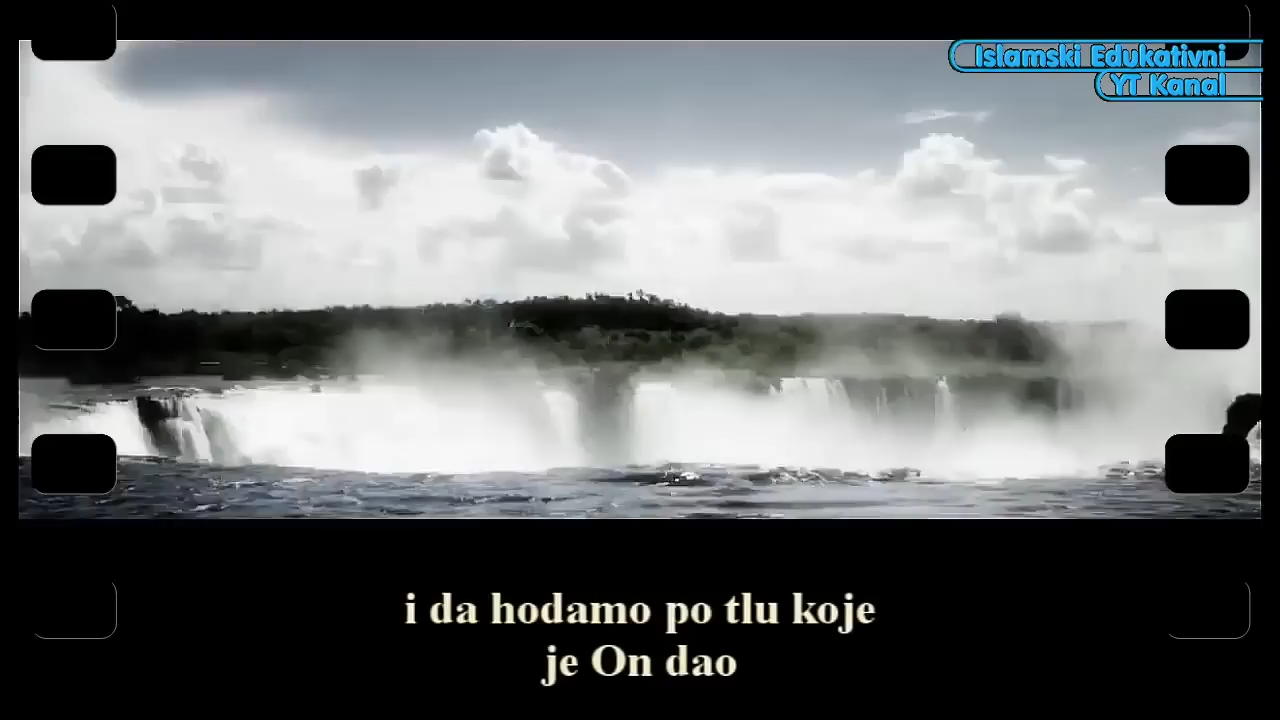 Islamski Edukativni
YT Kanal
i da hodamo po tlu koje
je On dao